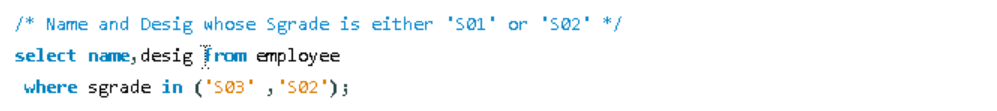 /* Name and Desig whose Sgrade is either 'S01' or 'S02' */
select name,desig from employee
where sgrade in ('S03' ,'S02');